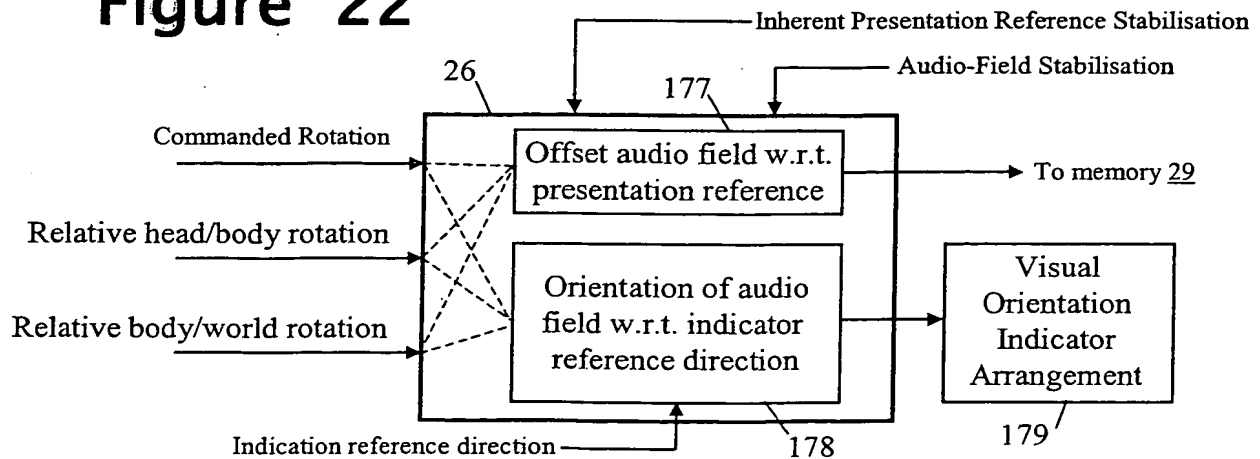 Figure 22
Inherent Presentation Reference Stabilisation
Audio-Field Stabilisation
26
177
Commanded Rotation
Offset audio field w.r.t.
presentation reference
To memory 29
Relative head/body rotation
Orientation of audio
field w.r.t. indicator
reference direction
Visual
Orientation
Indicator
Arrangement
Relative body/world rotation
Indication reference direction
178
179